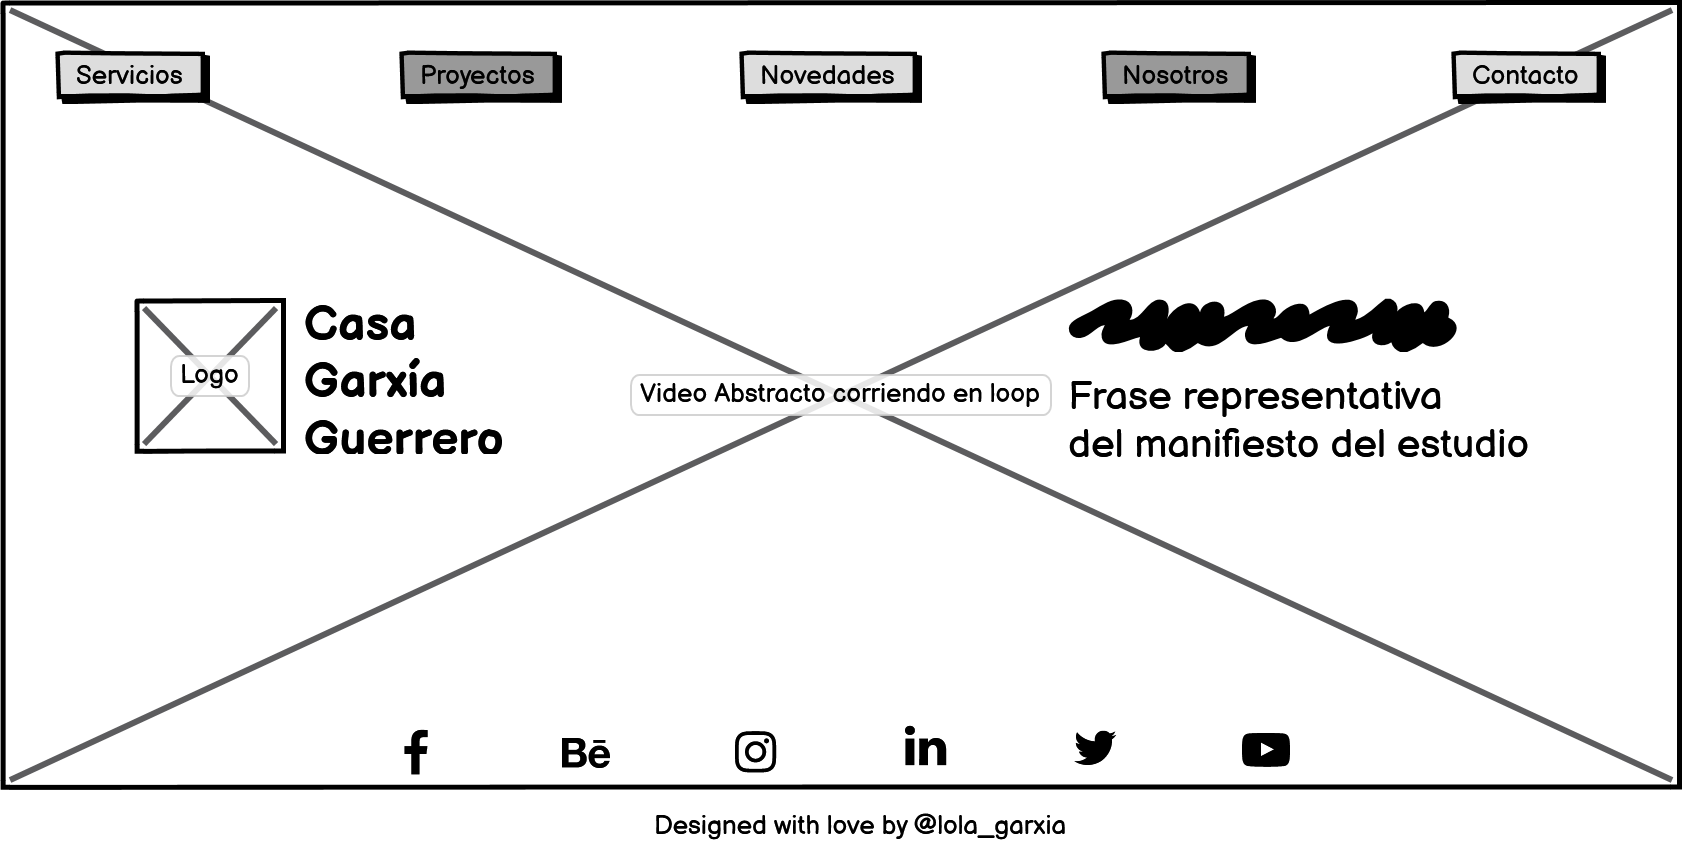 Servicios
Proyectos
Novedades
Nosotros
Contacto
Logo
Casa
Garxía
Guerrero
Video Abstracto corriendo en loop
Frase representativa
del manifiesto del estudio
f
Bē
in
Designed with love by @lola_garxia